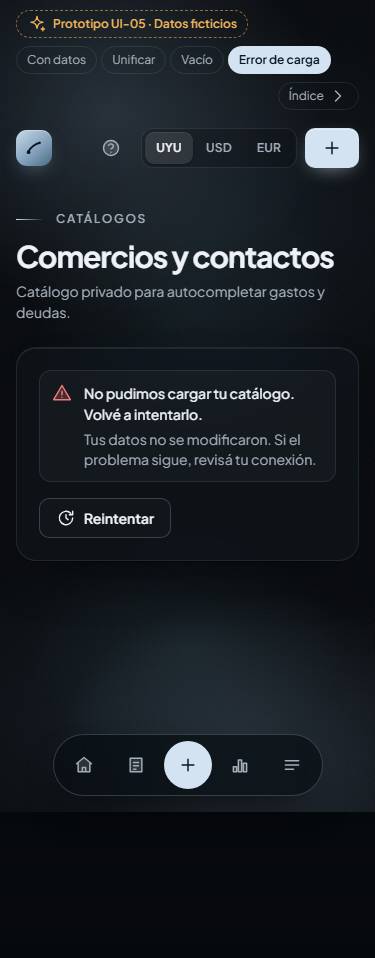 Prototipo UI-05 · Datos ficticios
Con datos
Unificar
Vacío
Error de carga
Índice
UYU
USD
EUR
CATÁLOGOS
Comercios y contactos
Catálogo privado para autocompletar gastos y
deudas.
No pudimos cargar tu catálogo.
Volvé a intentarlo.
Tus datos no se modificaron. Si el
problema sigue, revisá tu conexión.
Reintentar